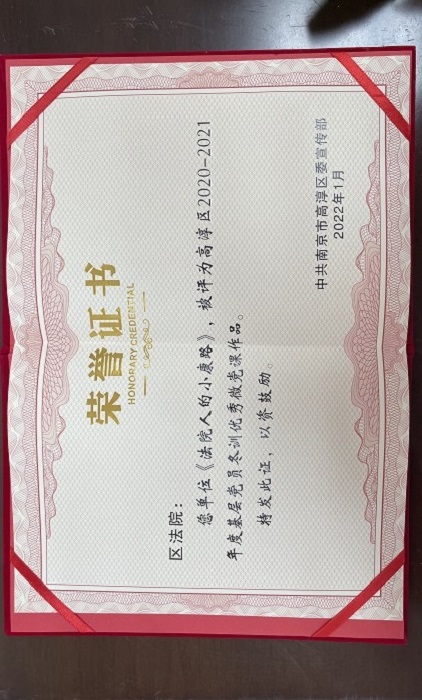 荣誉证书
HONORARY CREDENTIAL
区法院：
您单位《法院人的小康路》，被评为高淳区2020-2021
年度基层党员冬训优秀微党课作品。
特发此证，以资鼓励。
中共南京市高淳区委宣传部
2022年1月